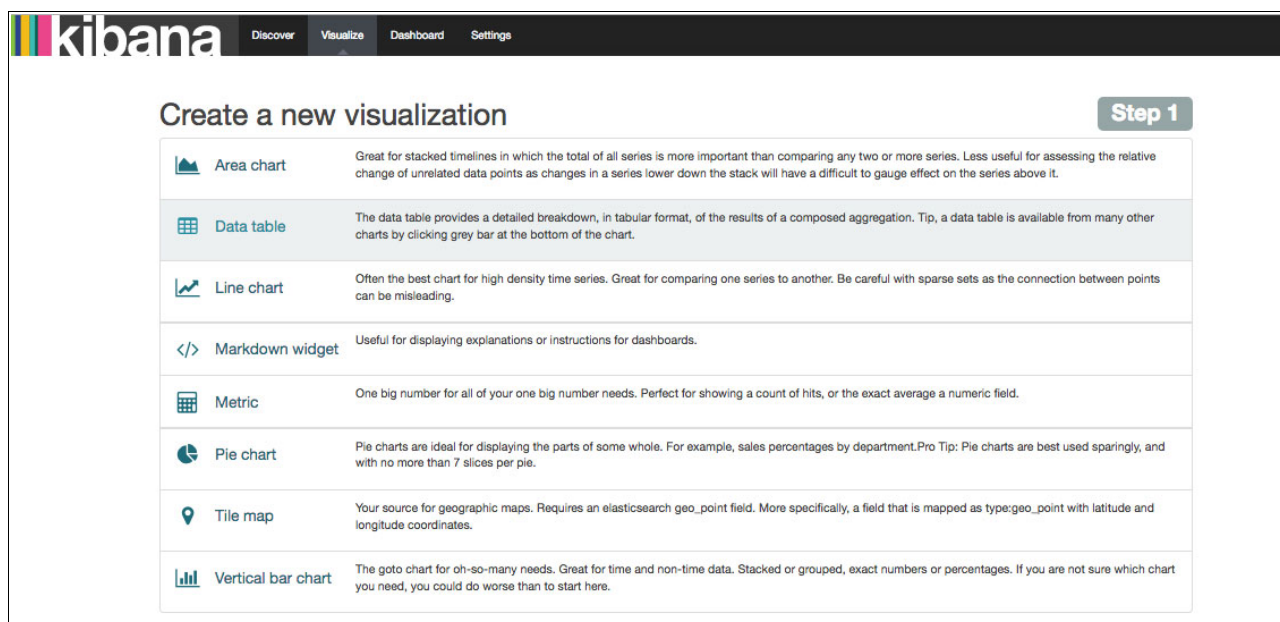 kibana Discover Visualize Dashboard Settings
Create a new visualization Step 1
Area chart
Great for stacked timelines in which the total of all series is more important than comparing any two or more series. Less useful for assessing the relative
change of unrelated data points as changes in a series lower down the stack will have a difficult to gauge effect on the series above it.
Data table
The data table provides a detailed breakdown, in tabular format, of the results of a composed aggregation. Tip, a data table is available from many other
charts by clicking grey bar at the bottom of the chart.
Line chart
Often the best chart for high density time series. Great for comparing one series to another. Be careful with sparse sets as the connection between points
can be misleading.
Markdown widget
Useful for displaying explanations or instructions for dashboards.
Metric
One big number for all of your one big number needs. Perfect for showing a count of hits, or the exact average a numeric field.
Pie chart
Pie charts are ideal for displaying the parts of some whole. For example, sales percentages by department.Pro Tip: Pie charts are best used sparingly, and
with no more than 7 slices per pie.
Tile map
Your source for geographic maps. Requires an elasticsearch geo_point field. More specifically, a field that is mapped as type:geo_point with latitude and
longitude coordinates.
Vertical bar chart
The goto chart for oh-so-many needs. Great for time and non-time data. Stacked or grouped, exact numbers or percentages. If you are not sure which chart
you need, you could do worse than to start here.